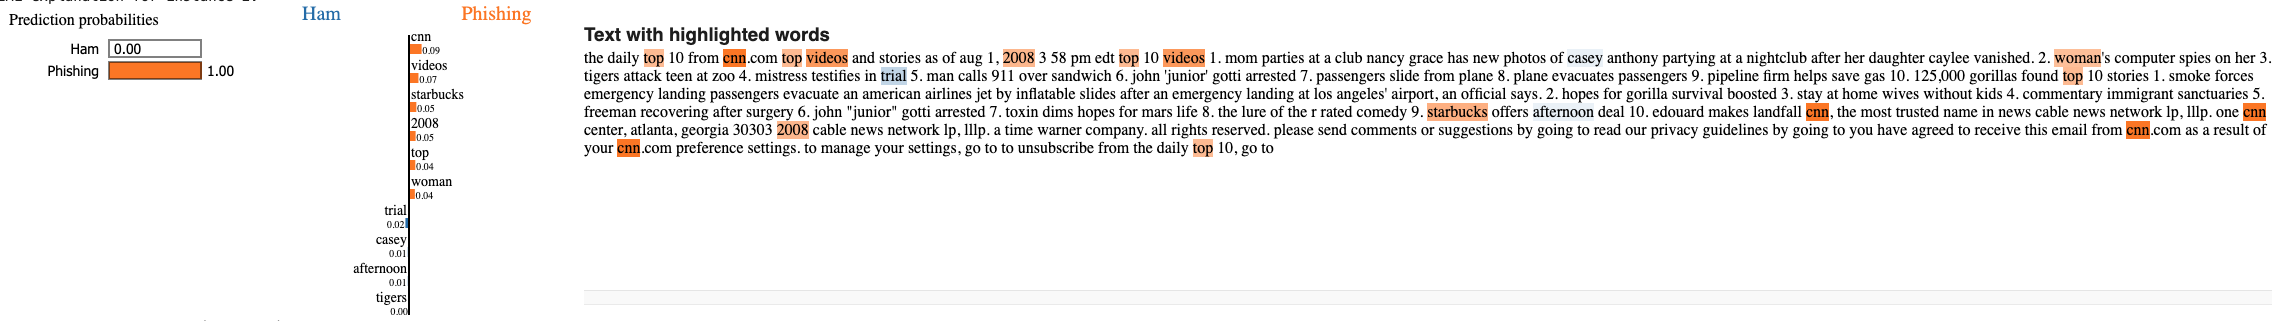 Prediction probabilities
Ham 0.00
Phishing 1.00
Ham Phishing
cnn
0.09
videos
0.07
starbucks
0.05
2008
0.05
top
0.04
woman
0.04
trial
0.02
casey
0.01
afternoon
0.01
tigers
0.00
Text with highlighted words
the daily top 10 from cnn.com top videos and stories as of aug 1, 2008 3 58 pm edt top 10 videos 1. mom parties at a club nancy grace has new photos of casey anthony partying at a nightclub after her daughter caylee vanished. 2. woman's computer spies on her 3.
tigers attack teen at zoo 4. mistress testifies in trial 5. man calls 911 over sandwich 6. john 'junior' gotti arrested 7. passengers slide from plane 8. plane evacuates passengers 9. pipeline firm helps save gas 10. 125,000 gorillas found top 10 stories 1. smoke forces
emergency landing passengers evacuate an american airlines jet by inflatable slides after an emergency landing at los angeles' airport, an official says. 2. hopes for gorilla survival boosted 3. stay at home wives without kids 4. commentary immigrant sanctuaries 5.
freeman recovering after surgery 6. john "junior" gotti arrested 7. toxin dims hopes for mars life 8. the lure of the r rated comedy 9. starbucks offers afternoon deal 10. edouard makes landfall cnn, the most trusted name in news cable news network lp, lllp. one cnn
center, atlanta, georgia 30303 2008 cable news network lp, lllp. a time warner company. all rights reserved. please send comments or suggestions by going to read our privacy guidelines by going to you have agreed to receive this email from cnn.com as a result of
your cnn.com preference settings. to manage your settings, go to to unsubscribe from the daily top 10, go to